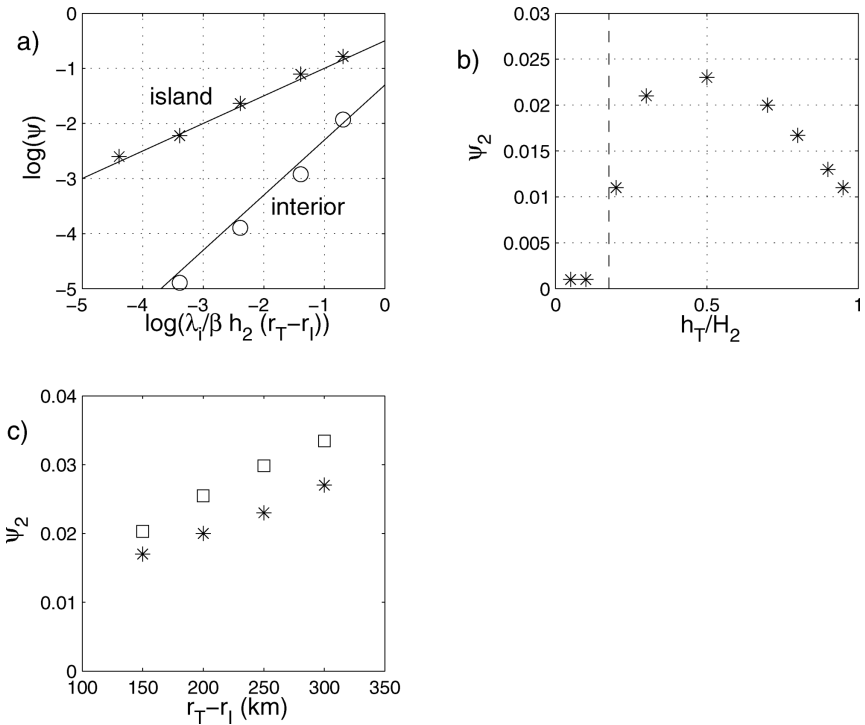 a)
0
−1
−2
−3
−4
−5
log(ψ)
island
interior
−5 −4 −3 −2 −1 0
log(λi/β h2 (rT−rI))
b)
0.03
0.025
0.02
0.015
0.01
0.005
0
ψ2
0 0.5 1
hT/H2
c)
0.04
0.03
0.02
0.01
0
ψ2
100 150 200 250 300 350
rT−rI (km)